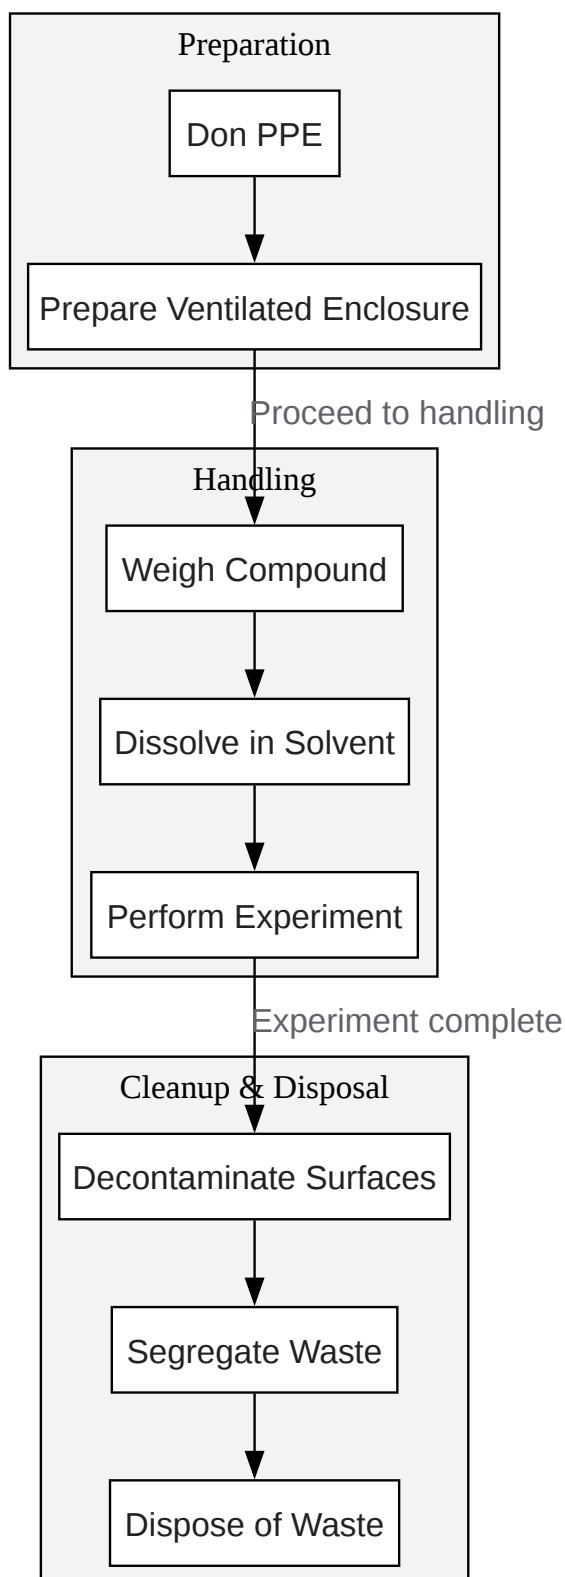 Preparation
Don PPE
Prepare Ventilated Enclosure
Proceed to handling
Handling
Weigh Compound
Dissolve in Solvent
Perform Experiment
Experiment complete
Cleanup & Disposal
Decontaminate Surfaces
Segregate Waste
Dispose of Waste